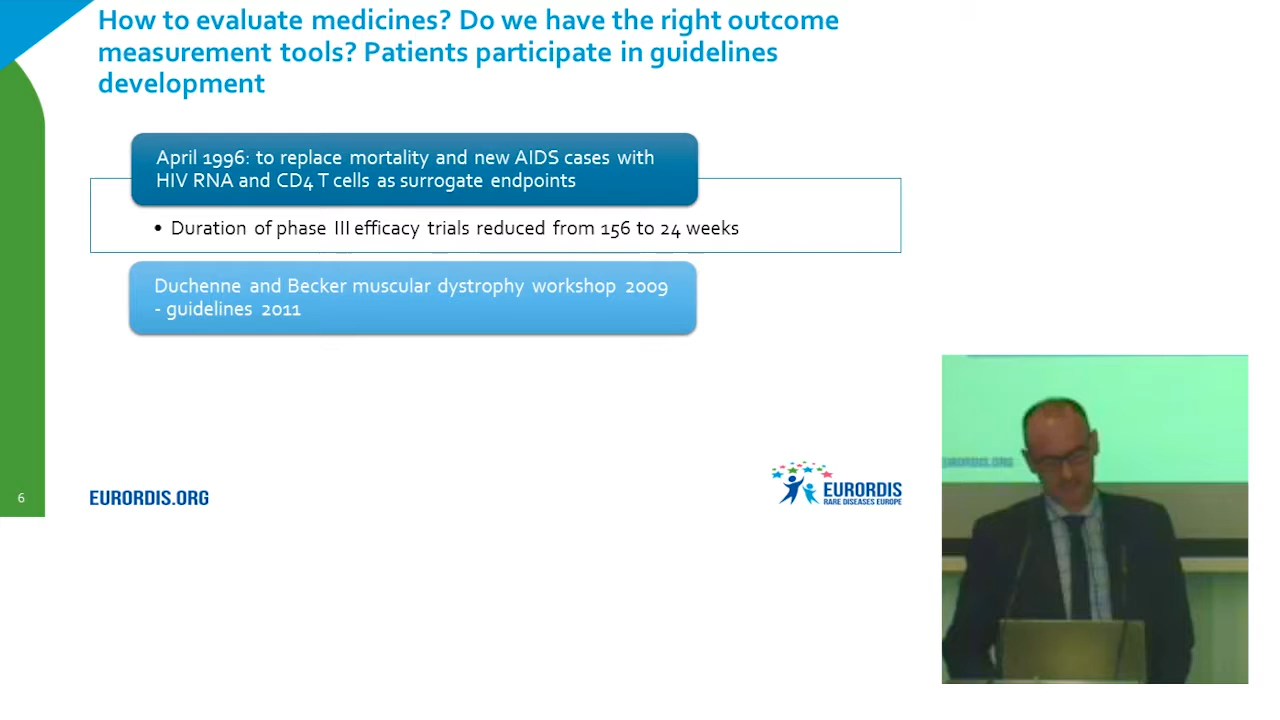 How to evaluate medicines? Do we have the right outcome
measurement tools? Patients participate in guidelines
development
April 1996: to replace mortality and new AIDS cases with
HIV RNA and CD4 T cells as surrogate endpoints
• Duration of phase III efficacy trials reduced from 156 to 24 weeks
Duchenne and Becker muscular dystrophy workshop 2009
- guidelines 2011
6
EURORDIS.ORG
EURORDIS
RARE DISEASES EUROPE
EURORDIS.ORG